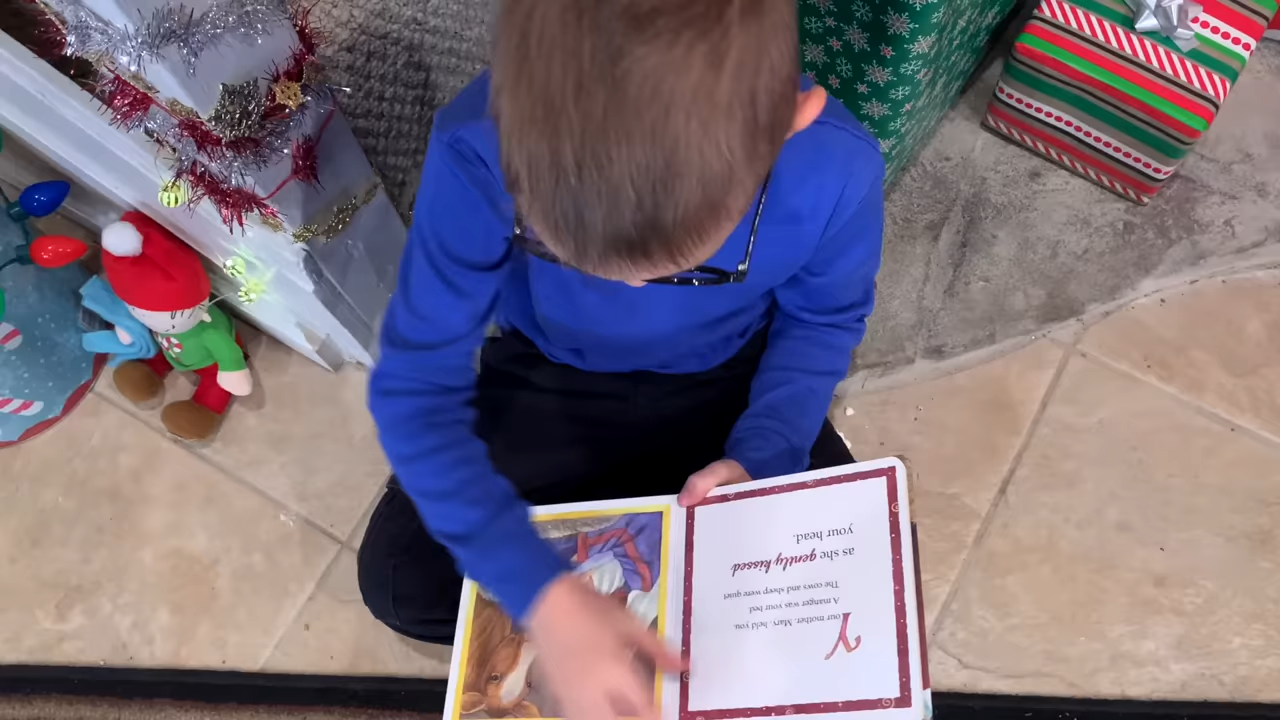 Your mother, Mary, held you.
A manger was your bed.
The cows and sheep were quiet
as she gently kissed
your head.